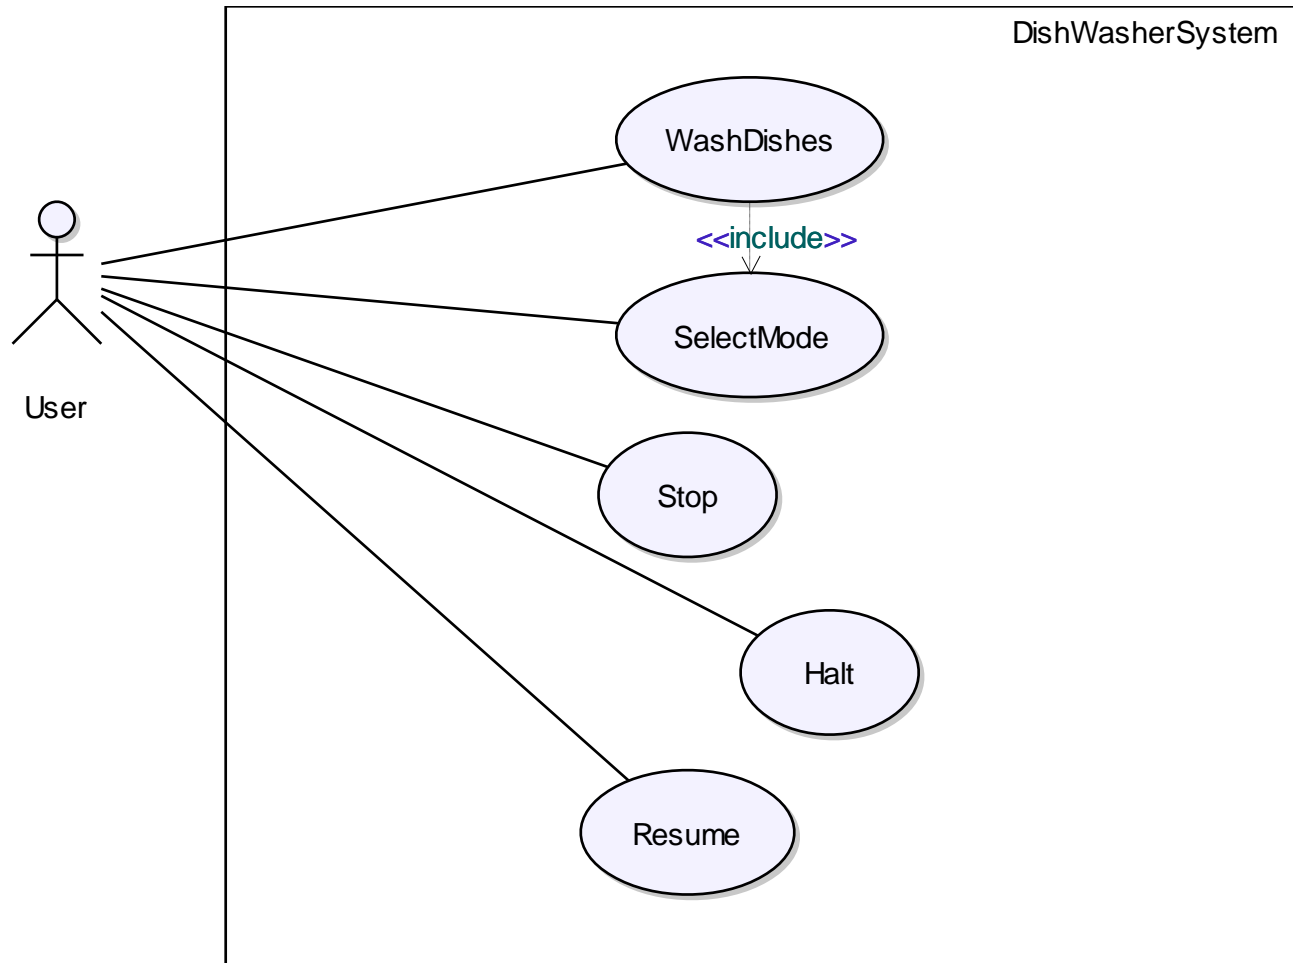 DishWasherSystem
WashDishes
<<include>>
SelectMode
User
Stop
Halt
Resume